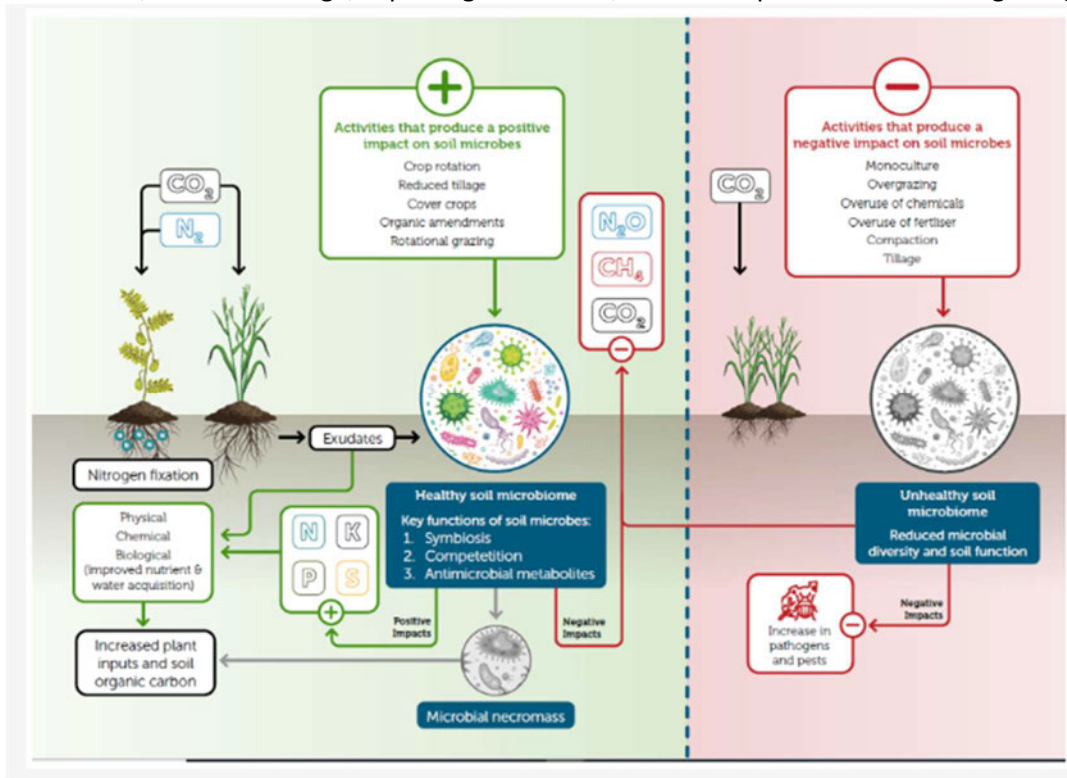 Activities that produce a positive
impact on soil microbes
Crop rotation
Reduced tillage
Cover crops
Organic amendments
Rotational grazing
Activities that produce a
negative impact on soil microbes
Monoculture
Overgrazing
Overuse of chemicals
Overuse of fertliser
Compaction
Tillage
CO2
N2
N2O
CH4
CO2
CO2
Exudates
Nitrogen fixation
Physical
Chemical
Biological
(improved nutrient &
water acquisition)
N K
P S
Healthy soil microbiome
Key functions of soil microbes:
1. Symbiosis
2. Competetition
3. Antimicrobial metabolites
Unhealthy soil
microbiome
Reduced microbial
diversity and soil function
Positive
Impacts
Negative
Impacts
Negative
Impacts
Increase in
pathogens
and pests
Increased plant
inputs and soil
organic carbon
Microbial necromass